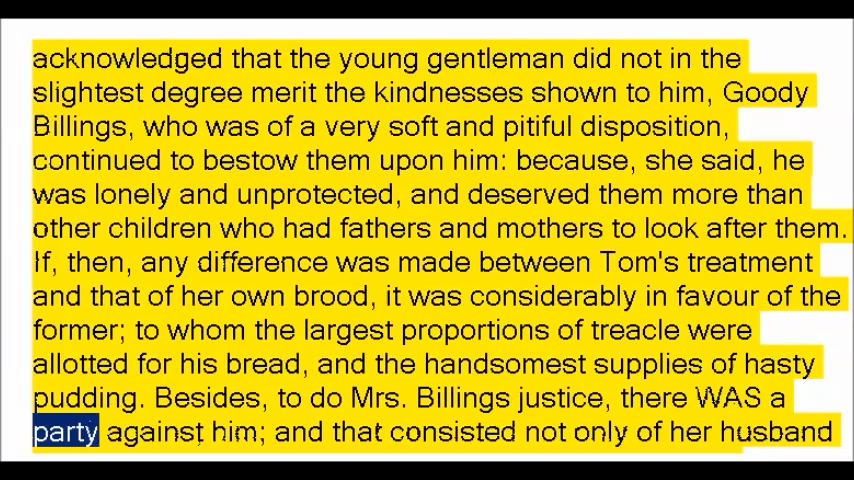 acknowledged that the young gentleman did not in the
slightest degree merit the kindnesses shown to him, Goody
Billings, who was of a very soft and pitiful disposition,
continued to bestow them upon him: because, she said, he
was lonely and unprotected, and deserved them more than
other children who had fathers and mothers to look after them.
If, then, any difference was made between Tom's treatment
and that of her own brood, it was considerably in favour of the
former; to whom the largest proportions of treacle were
allotted for his bread, and the handsomest supplies of hasty
pudding. Besides, to do Mrs. Billings justice, there WAS a
party against him; and that consisted not only of her husband